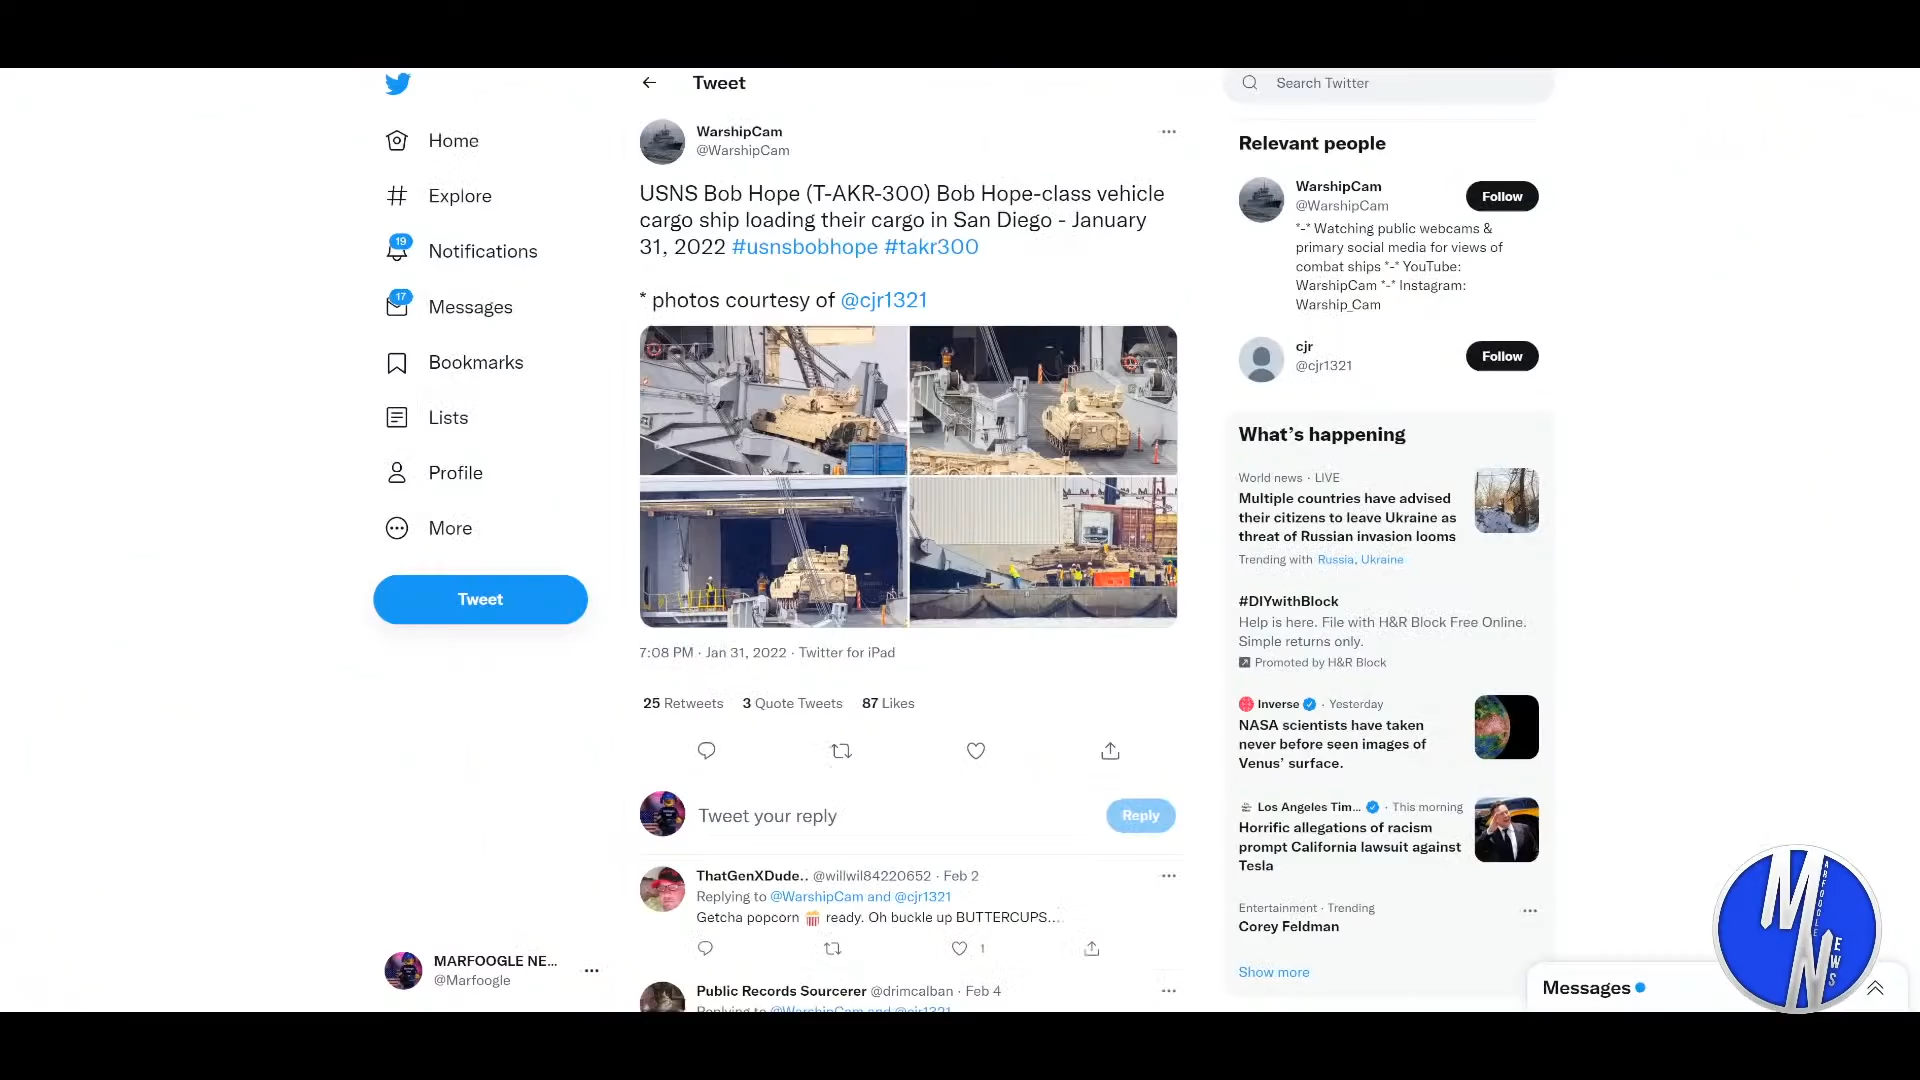 Home
Explore
19
Notifications
17
Messages
Bookmarks
Lists
Profile
More
Tweet
MARFOOGLE NE...
@Marfoogle
Tweet
WarshipCam
@WarshipCam
USNS Bob Hope (T-AKR-300) Bob Hope-class vehicle
cargo ship loading their cargo in San Diego - January
31, 2022 #usnsbobhope #takr300
* photos courtesy of @cjr1321
7:08 PM · Jan 31, 2022 · Twitter for iPad
25 Retweets 3 Quote Tweets 87 Likes
Tweet your reply
Reply
ThatGenXDude.. @willwil84220652 · Feb 2
Replying to @WarshipCam and @cjr1321
Getcha popcorn 🍿 ready. Oh buckle up BUTTERCUPS....
1
Public Records Sourcerer @drimcalban · Feb 4
Replying to @WarshipCam and @cjr1321
Search Twitter
Relevant people
WarshipCam
@WarshipCam
Follow
*-* Watching public webcams &
primary social media for views of
combat ships *-* YouTube:
WarshipCam *-* Instagram:
Warship_Cam
cjr
@cjr1321
Follow
What's happening
World news · LIVE
Multiple countries have advised
their citizens to leave Ukraine as
threat of Russian invasion looms
Trending with Russia, Ukraine
#DIYwithBlock
Help is here. File with H&R Block Free Online.
Simple returns only.
Promoted by H&R Block
Inverse · Yesterday
NASA scientists have taken
never before seen images of
Venus' surface.
Los Angeles Tim... · This morning
Horrific allegations of racism
prompt California lawsuit against
Tesla
Entertainment · Trending
Corey Feldman
Show more
Messages
MARFOOGLE
NEWS